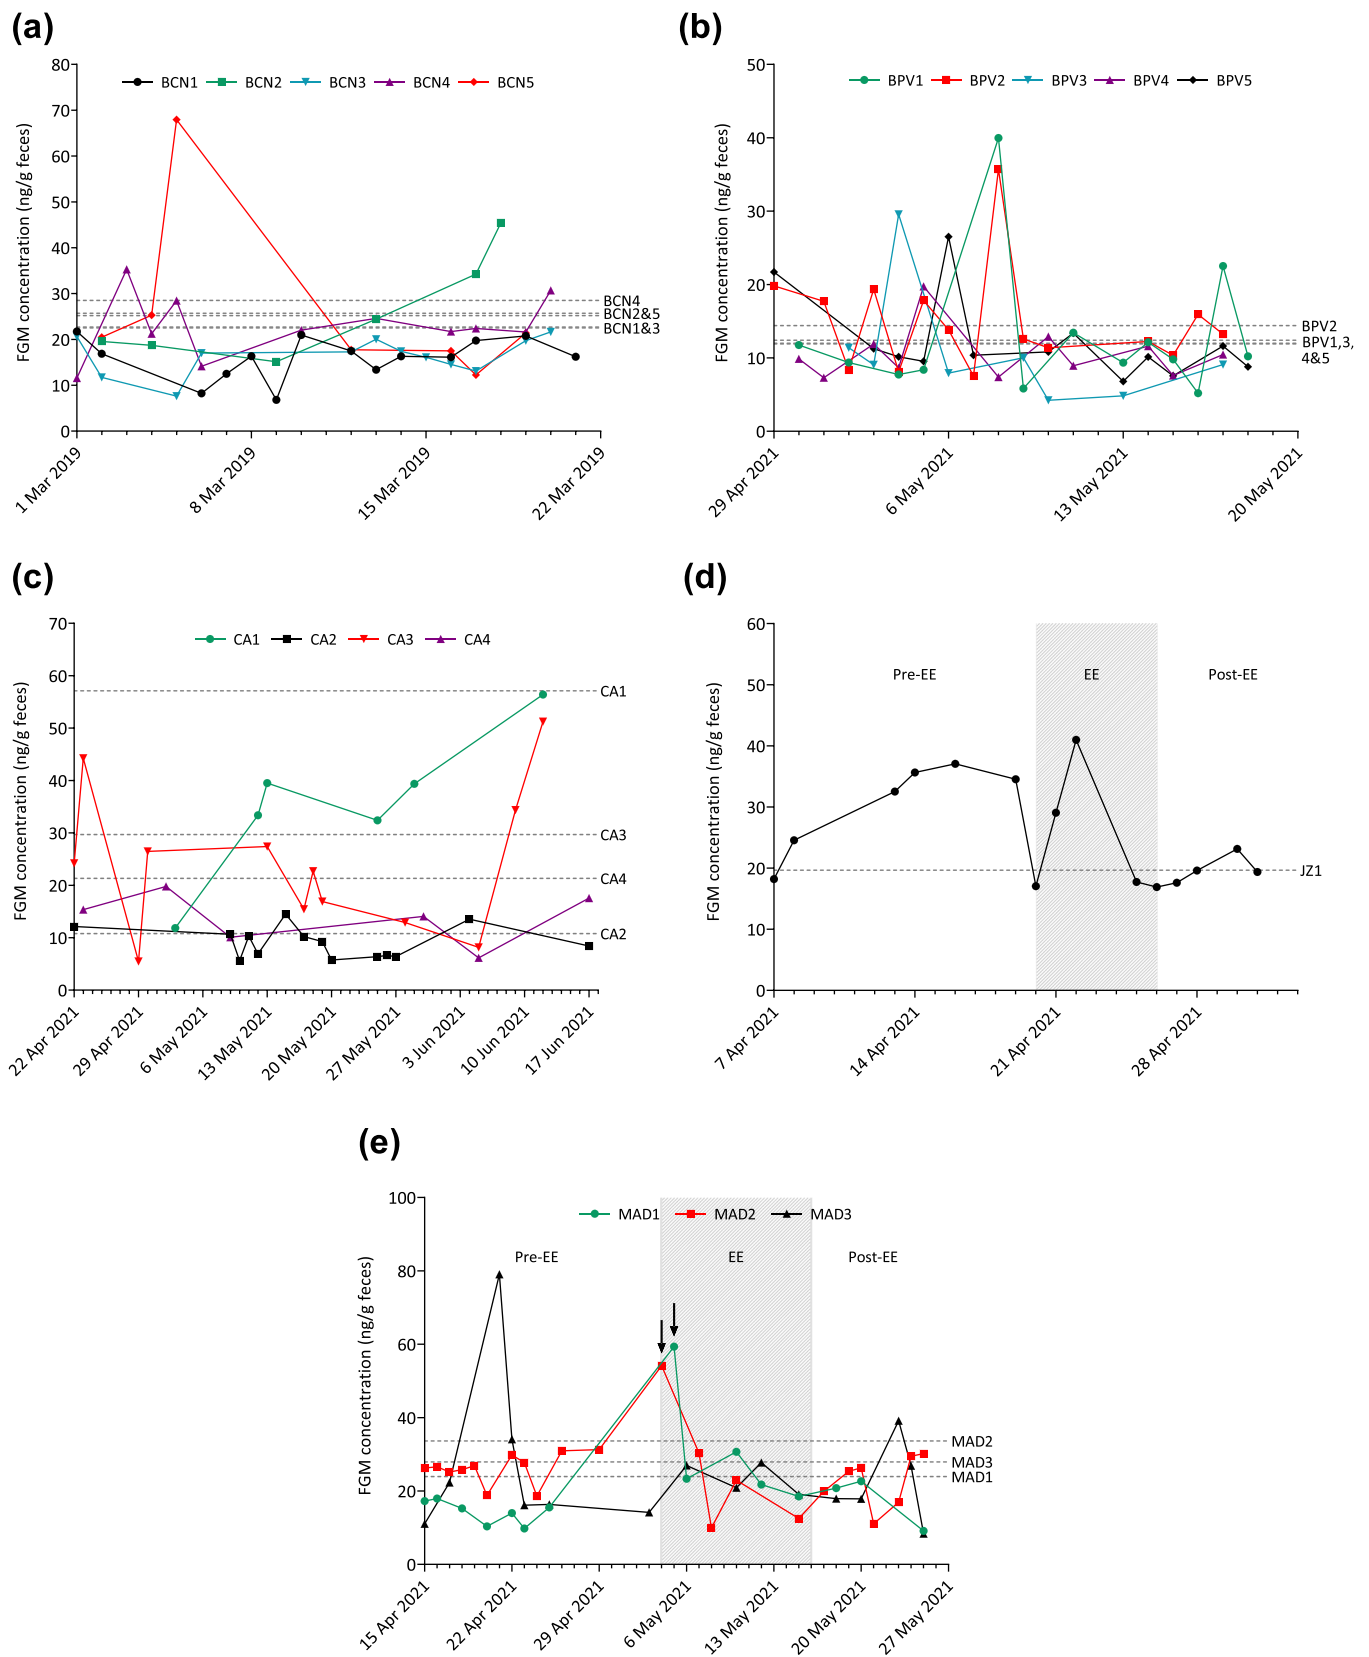 (a)
BCN1 BCN2 BCN3 BCN4 BCN5
FGM concentration (ng/g feces)
80
70
60
50
40
30
20
10
0
BCN4
BCN2&5
BCN1&3
1 Mar 2019
8 Mar 2019
15 Mar 2019
22 Mar 2019
(b)
BPV1 BPV2 BPV3 BPV4 BPV5
FGM concentration (ng/g feces)
50
40
30
20
10
0
BPV2
BPV1,3,
4&5
29 Apr 2021
6 May 2021
13 May 2021
20 May 2021
(c)
CA1 CA2 CA3 CA4
FGM concentration (ng/g feces)
70
60
50
40
30
20
10
0
CA1
CA3
CA4
CA2
22 Apr 2021
29 Apr 2021
6 May 2021
13 May 2021
20 May 2021
27 May 2021
3 Jun 2021
10 Jun 2021
17 Jun 2021
(d)
FGM concentration (ng/g feces)
60
50
40
30
20
10
0
Pre-EE EE Post-EE
JZ1
7 Apr 2021
14 Apr 2021
21 Apr 2021
28 Apr 2021
(e)
MAD1 MAD2 MAD3
FGM concentration (ng/g feces)
100
80
60
40
20
0
Pre-EE EE Post-EE
MAD2
MAD3
MAD1
15 Apr 2021
22 Apr 2021
29 Apr 2021
6 May 2021
13 May 2021
20 May 2021
27 May 2021